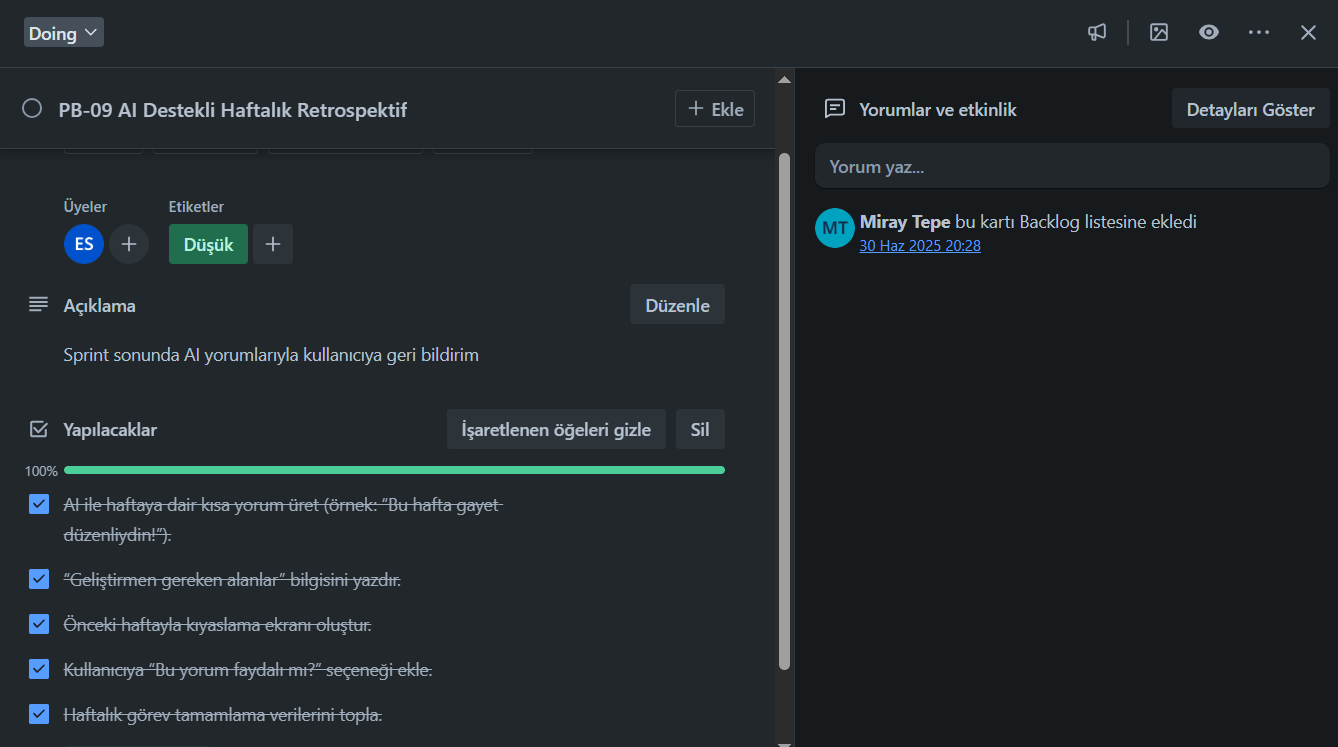 Doing
PB-09 AI Destekli Haftalık Retrospektif
Ekle
Üyeler
Etiketler
ES
Düşük
Açıklama
Düzenle
Sprint sonunda AI yorumlarıyla kullanıcıya geri bildirim
Yapılacaklar
İşaretlenen öğeleri gizle
Sil
100%
AI ile haftaya dair kısa yorum üret (örnek: “Bu hafta gayet
düzenliydin!”).
“Geliştirmen gereken alanlar” bilgisini yazdır.
Önceki haftayla kıyaslama ekranı oluştur.
Kullanıcıya “Bu yorum faydalı mı?” seçeneği ekle.
Haftalık görev tamamlama verilerini topla.
Yorumlar ve etkinlik
Detayları Göster
Yorum yaz...
MT
Miray Tepe bu kartı Backlog listesine ekledi
30 Haz 2025 20:28